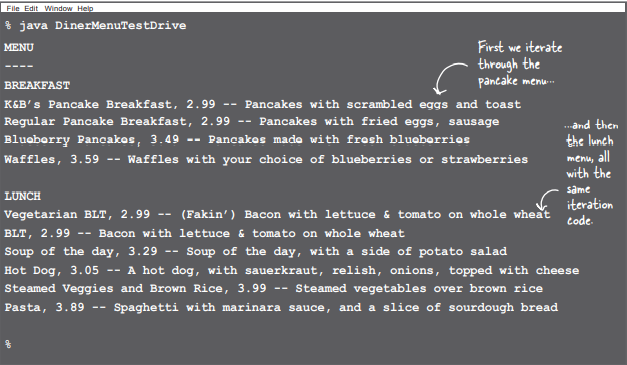 File Edit Window Help
% java DinerMenuTestDrive
MENU
----
BREAKFAST
K&B's Pancake Breakfast, 2.99 -- Pancakes with scrambled eggs and toast
Regular Pancake Breakfast, 2.99 -- Pancakes with fried eggs, sausage
Blueberry Pancakes, 3.49 -- Pancakes made with fresh blueberries
Waffles, 3.59 -- Waffles with your choice of blueberries or strawberries
First we iterate
through the
pancake menu...
LUNCH
Vegetarian BLT, 2.99 -- (Fakin') Bacon with lettuce & tomato on whole wheat
BLT, 2.99 -- Bacon with lettuce & tomato on whole wheat
Soup of the day, 3.29 -- Soup of the day, with a side of potato salad
Hot Dog, 3.05 -- A hot dog, with sauerkraut, relish, onions, topped with cheese
Steamed Veggies and Brown Rice, 3.99 -- Steamed vegetables over brown rice
Pasta, 3.89 -- Spaghetti with marinara sauce, and a slice of sourdough bread
...and then
the lunch
menu, all
with the
same
iteration
code.
%